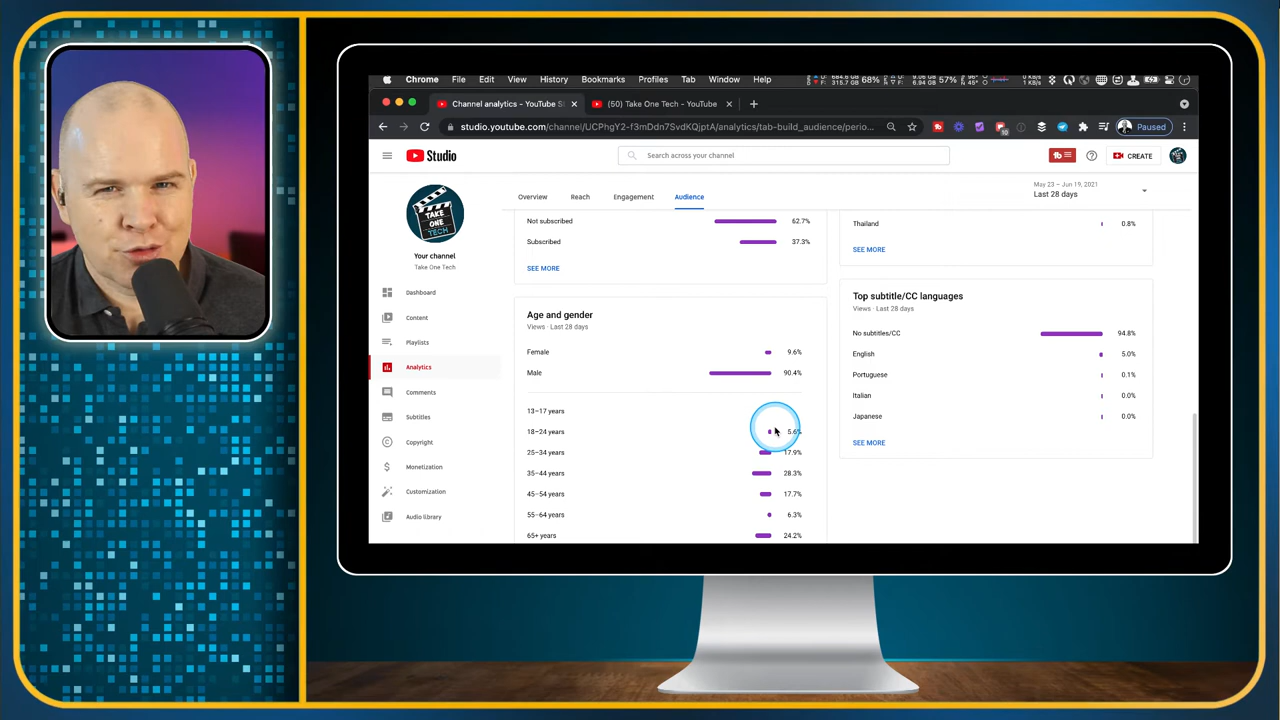 Chrome File Edit View History Bookmarks Profiles Tab Window Help 68% 57%
Channel analytics - YouTube St
(50) Take One Tech - YouTube
studio.youtube.com/channel/UCPhgY2-f3mDdn7SvdKQjptA/analytics/tab-build_audience/perio...
Paused
Studio
Search across your channel
CREATE
TAKE
ONE
TECH
Your channel
Take One Tech
Dashboard
Content
Playlists
Analytics
Comments
Subtitles
Copyright
Monetization
Customization
Audio library
Overview Reach Engagement Audience
May 23 – Jun 19, 2021
Last 28 days
Not subscribed 62.7%
Subscribed 37.3%
SEE MORE
Age and gender
Views · Last 28 days
Female 9.6%
Male 90.4%
13–17 years
18–24 years 5.6%
25–34 years 17.9%
35–44 years 28.3%
45–54 years 17.7%
55–64 years 6.3%
65+ years 24.2%
Thailand 0.8%
SEE MORE
Top subtitle/CC languages
Views · Last 28 days
No subtitles/CC 94.8%
English 5.0%
Portuguese 0.1%
Italian 0.0%
Japanese 0.0%
SEE MORE